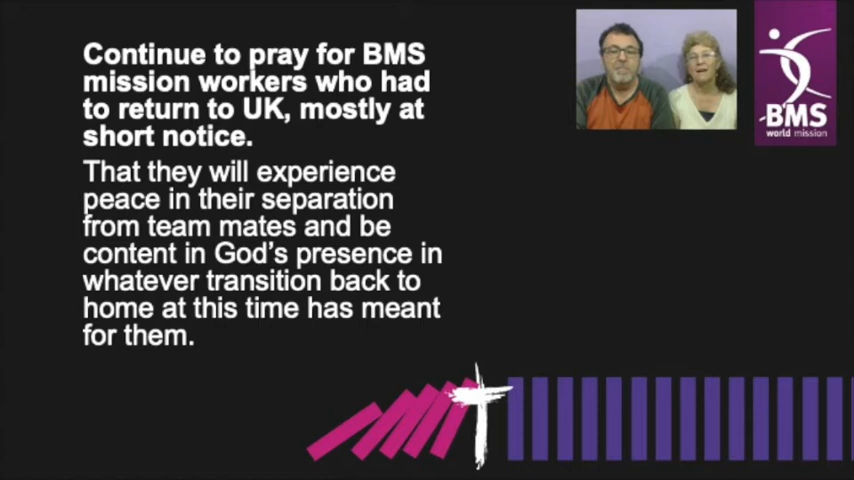 Continue to pray for BMS
mission workers who had
to return to UK, mostly at
short notice.
That they will experience
peace in their separation
from team mates and be
content in God's presence in
whatever transition back to
home at this time has meant
for them.
BMS
world mission